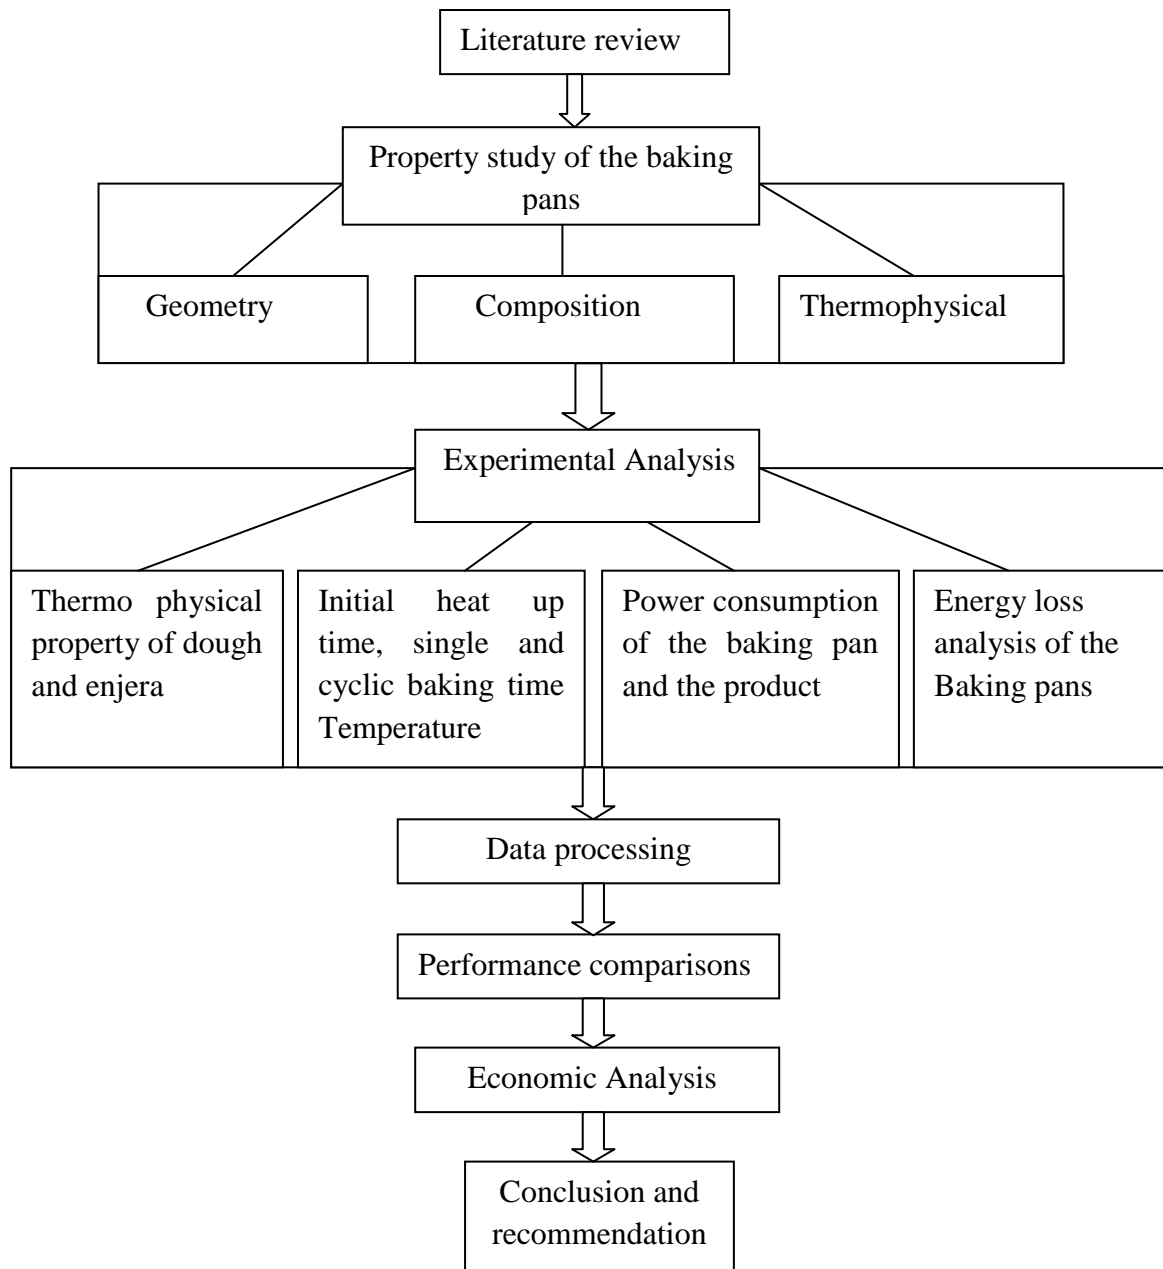 Literature review
Property study of the baking
pans
Geometry
Composition
Thermophysical
Experimental Analysis
Thermo physical
property of dough
and enjera
Initial heat up
time, single and
cyclic baking time
Temperature
Power consumption
of the baking pan
and the product
Energy loss
analysis of the
Baking pans
Data processing
Performance comparisons
Economic Analysis
Conclusion and
recommendation